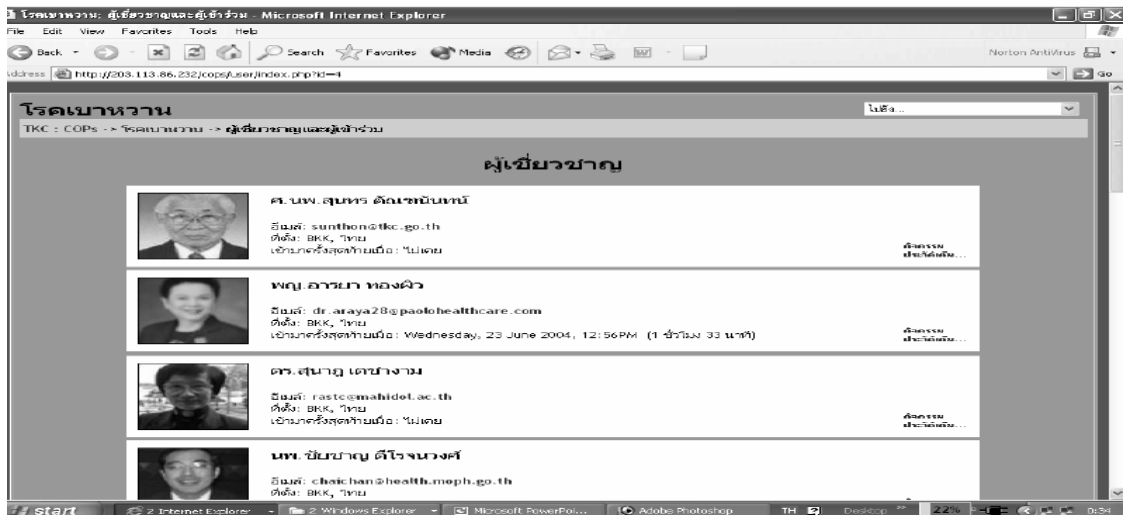 โรคเบาหวาน: ผู้เชี่ยวชาญและผู้เข้าร่วม - Microsoft Internet Explorer
File Edit View Favorites Tools Help
Back Search Favorites Media Norton AntiVirus
Address http://203.113.86.232/cops/user/index.php?id=4 Go
โรคเบาหวาน ไปยัง...
TKC : COPs -> โรคเบาหวาน -> ผู้เชี่ยวชาญและผู้เข้าร่วม
ผู้เชี่ยวชาญ
ศ.นพ.สุนทร ตัณฑนันทน์
อีเมล์: sunthon@tkc.go.th
ที่ตั้ง: BKK, ไทย
เข้ามาครั้งสุดท้ายเมื่อ: ไม่เคย
กิจกรรม
ประวัติเต็ม...
พญ.อารยา ทองผิว
อีเมล์: dr.araya28@paolohealthcare.com
ที่ตั้ง: BKK, ไทย
เข้ามาครั้งสุดท้ายเมื่อ: Wednesday, 23 June 2004, 12:56PM (1 ชั่วโมง 33 นาที)
กิจกรรม
ประวัติเต็ม...
ดร.สุนาฎ เตชางาม
อีเมล์: rastc@mahidol.ac.th
ที่ตั้ง: BKK, ไทย
เข้ามาครั้งสุดท้ายเมื่อ: ไม่เคย
กิจกรรม
ประวัติเต็ม...
นพ.ชัยชาญ ดีโรจนวงศ์
อีเมล์: chaichan@health.moph.go.th
ที่ตั้ง: BKK, ไทย
start 2 Internet Explorer 2 Windows Explorer Microsoft PowerPoi... Adobe Photoshop TH Desktop 22% 0:34